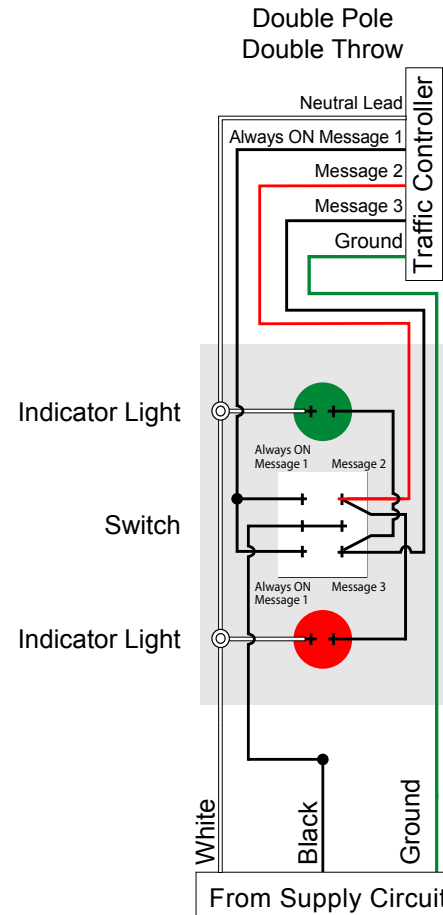 Double Pole
Double Throw
Neutral Lead
Always ON Message 1
Message 2
Message 3
Ground
Traffic Controller
Indicator Light
Always ON
Message 1
Message 2
Switch
Always ON
Message 1
Message 3
Indicator Light
White
Black
Ground
From Supply Circuit